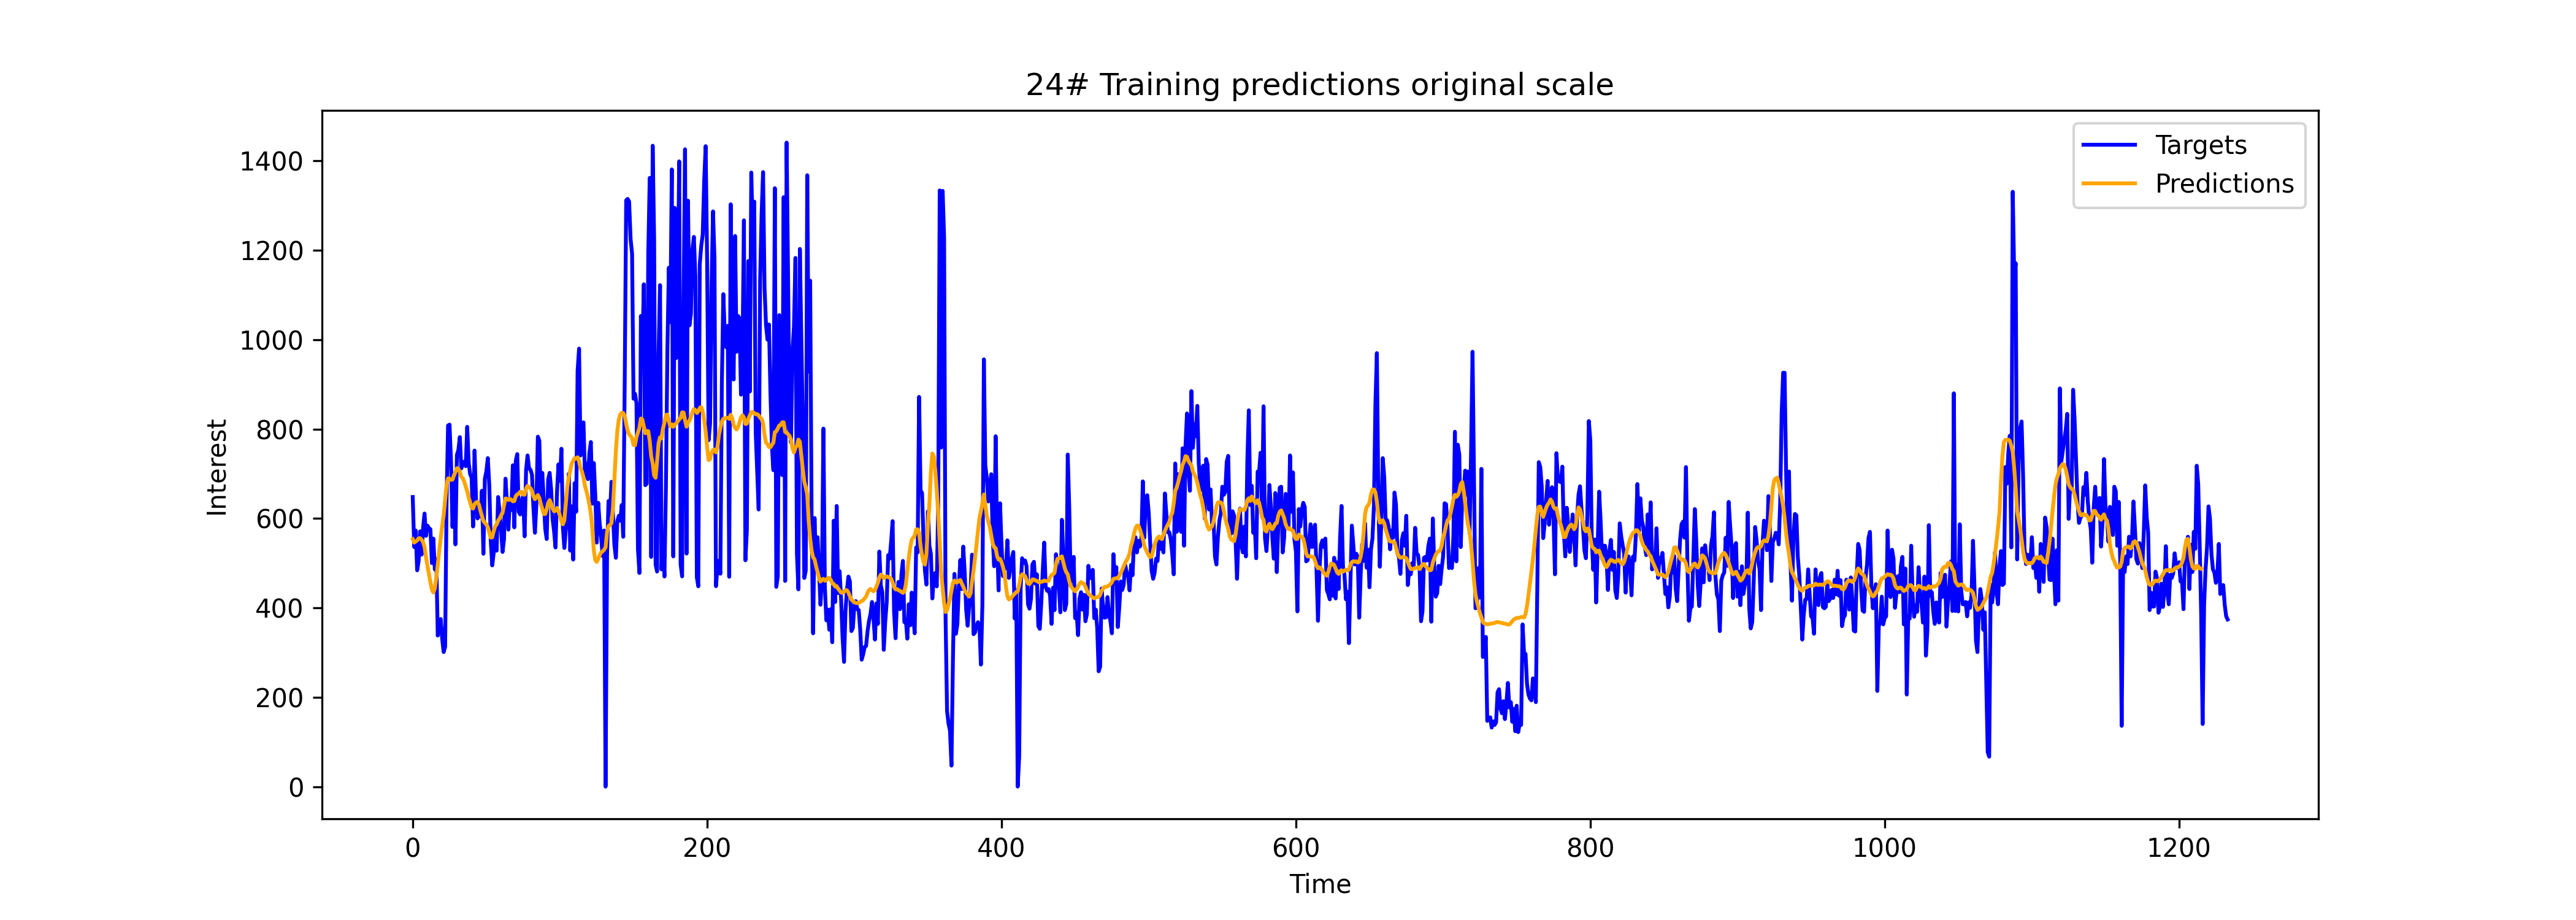 24# Training predictions original scale
Targets
Predictions
Interest
1400
1200
1000
800
600
400
200
0
0 200 400 600 800 1000 1200
Time